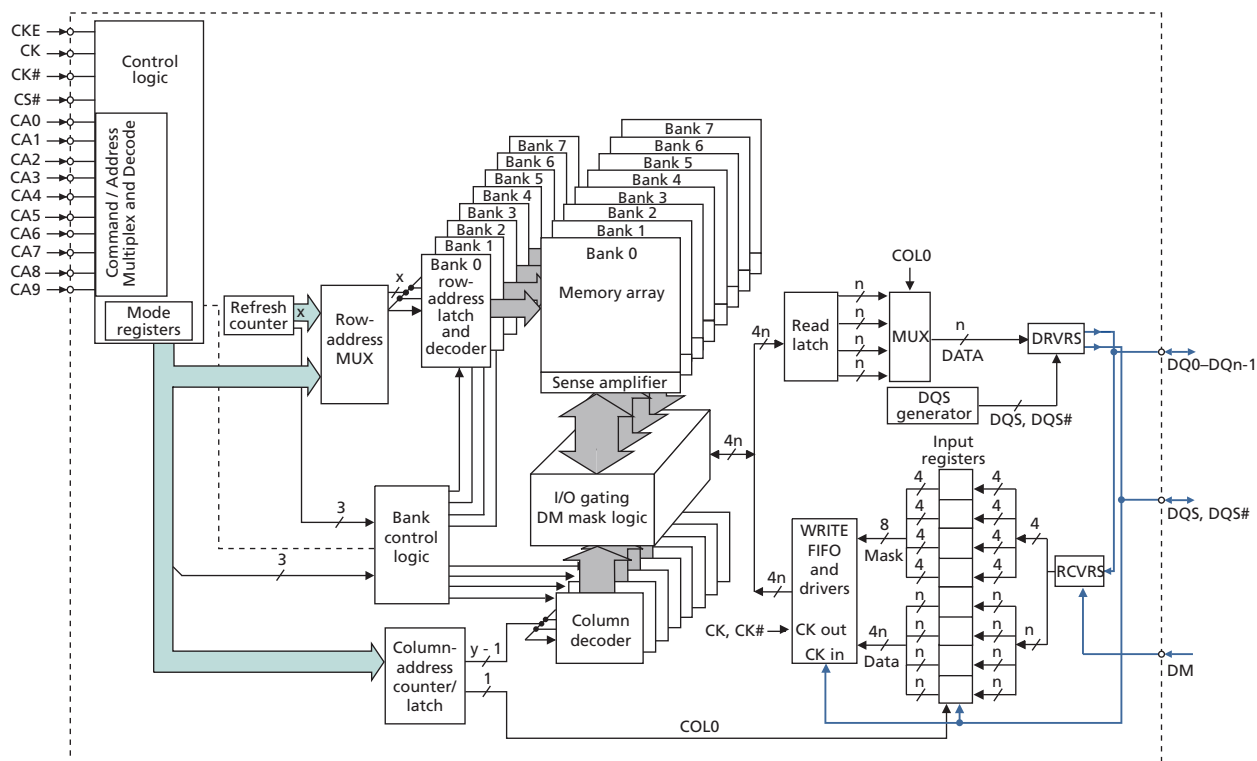 CKE
CK
CK#
CS#
CA0
CA1
CA2
CA3
CA4
CA5
CA6
CA7
CA8
CA9
Control
logic
Command / Address
Multiplex and Decode
Mode
registers
Refresh
counter
x
Row-
address
MUX
x
3
3
Bank 7
Bank 6
Bank 5
Bank 4
Bank 3
Bank 2
Bank 1
Bank 0
row-
address
latch
and
decoder
Bank 7
Bank 6
Bank 5
Bank 4
Bank 3
Bank 2
Bank 1
Bank 0
Memory array
Sense amplifier
Bank
control
logic
I/O gating
DM mask logic
Column
decoder
Column-
address
counter/
latch
y - 1
1
COL0
4n
4n
4n
Read
latch
n
n
n
n
COL0
MUX
n
DATA
DRVRS
DQS
generator
DQS, DQS#
DQ0–DQn-1
DQS, DQS#
DM
RCVRS
Input
registers
4
4
4
4
4
4
4
4
4
n
n
n
n
n
n
n
n
n
8
Mask
4n
Data
WRITE
FIFO
and
drivers
CK out
CK in
CK, CK#